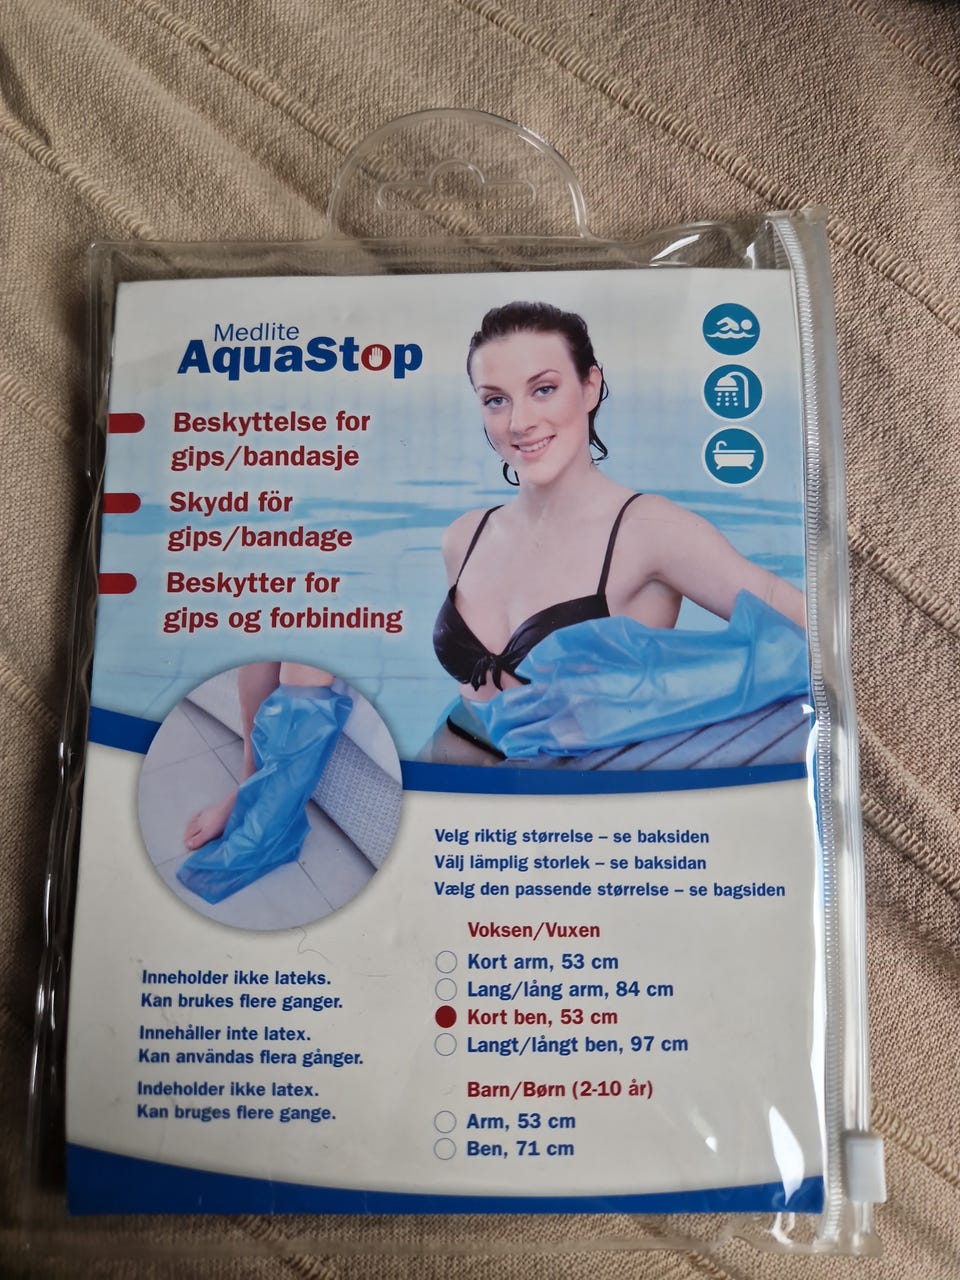 Medlite
AquaStop
Beskyttelse for
gips/bandasje
Skydd för
gips/bandage
Beskytter for
gips og forbinding
Velg riktig størrelse – se baksiden
Välj lämplig storlek – se baksidan
Vælg den passende størrelse – se bagsiden
Voksen/Vuxen
Kort arm, 53 cm
Lang/lång arm, 84 cm
Kort ben, 53 cm
Langt/långt ben, 97 cm
Barn/Børn (2-10 år)
Arm, 53 cm
Ben, 71 cm
Inneholder ikke lateks.
Kan brukes flere ganger.
Innehåller inte latex.
Kan användas flera gånger.
Indeholder ikke latex.
Kan bruges flere gange.